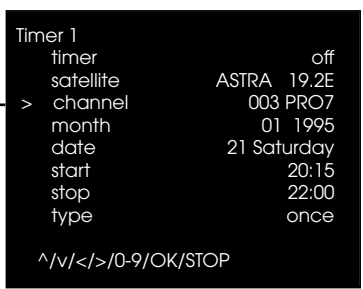 Timer 1
timer off
satellite ASTRA 19.2E
> channel 003 PRO7
month 01 1995
date 21 Saturday
start 20:15
stop 22:00
type once
^/v/</>/0-9/OK/STOP